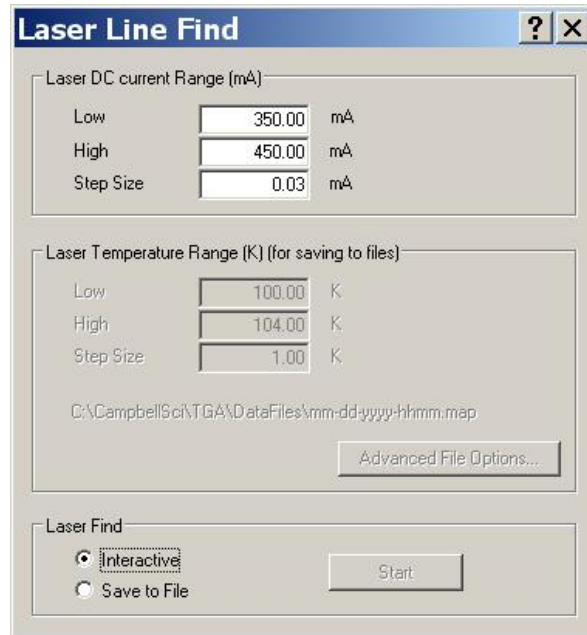 Laser Line Find
Laser DC current Range (mA)
Low 350.00 mA
High 450.00 mA
Step Size 0.03 mA
Laser Temperature Range (K) (for saving to files)
Low 100.00 K
High 104.00 K
Step Size 1.00 K
C:\CampbellSci\TGA\DataFiles\mm-dd-yyyy-hhmm.map
Advanced File Options...
Laser Find
Interactive
Start
Save to File